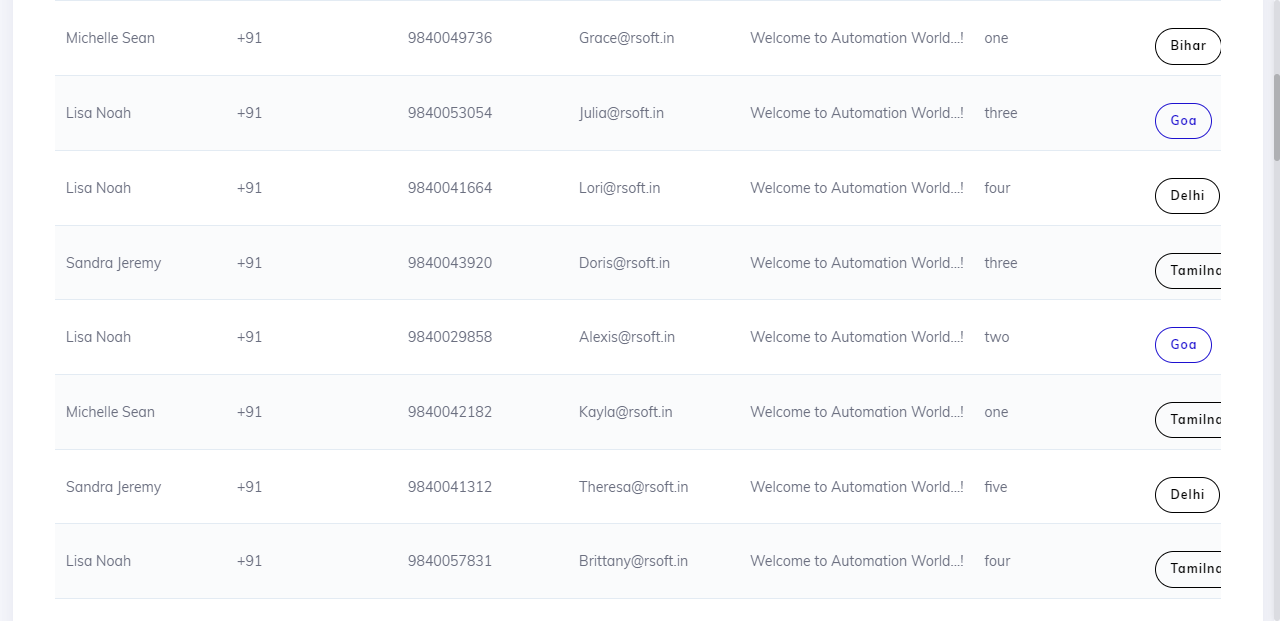 Michelle Sean +91 9840049736 Grace@rsoft.in Welcome to Automation World...! one Bihar
Lisa Noah +91 9840053054 Julia@rsoft.in Welcome to Automation World...! three Goa
Lisa Noah +91 9840041664 Lori@rsoft.in Welcome to Automation World...! four Delhi
Sandra Jeremy +91 9840043920 Doris@rsoft.in Welcome to Automation World...! three Tamilna
Lisa Noah +91 9840029858 Alexis@rsoft.in Welcome to Automation World...! two Goa
Michelle Sean +91 9840042182 Kayla@rsoft.in Welcome to Automation World...! one Tamilna
Sandra Jeremy +91 9840041312 Theresa@rsoft.in Welcome to Automation World...! five Delhi
Lisa Noah +91 9840057831 Brittany@rsoft.in Welcome to Automation World...! four Tamilna